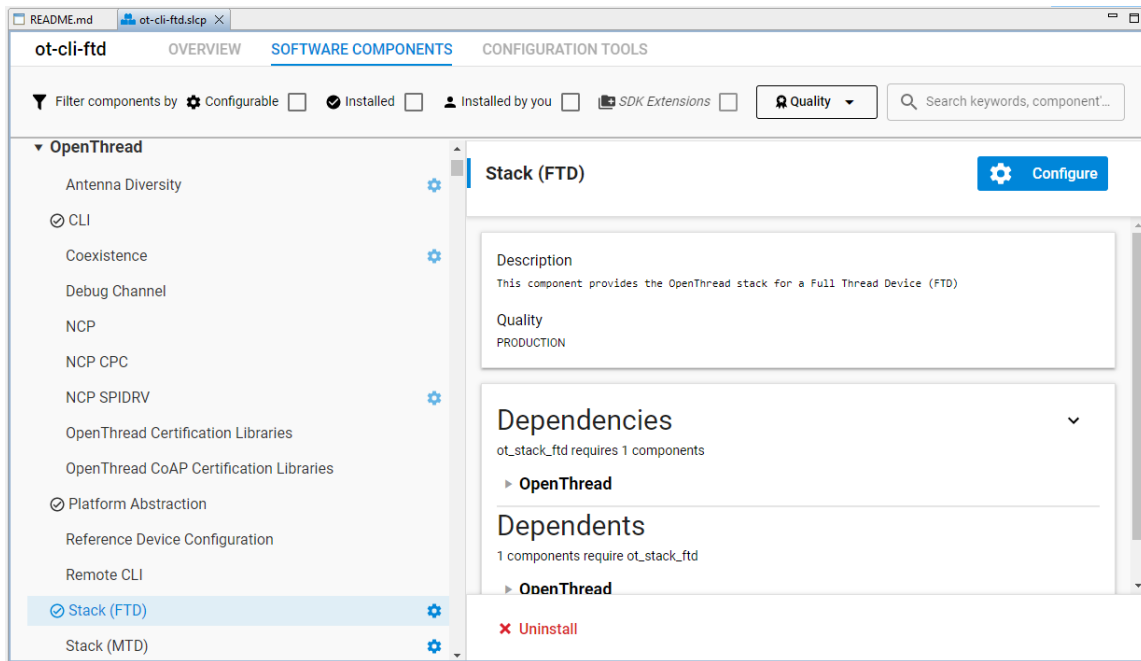 README.md
ot-cli-ftd.slcp
ot-cli-ftd OVERVIEW SOFTWARE COMPONENTS CONFIGURATION TOOLS
Filter components by Configurable Installed Installed by you SDK Extensions Quality Search keywords, component'...
OpenThread
Antenna Diversity
CLI
Coexistence
Debug Channel
NCP
NCP CPC
NCP SPIDRV
OpenThread Certification Libraries
OpenThread CoAP Certification Libraries
Platform Abstraction
Reference Device Configuration
Remote CLI
Stack (FTD)
Stack (MTD)
Stack (FTD)
Configure
Description
This component provides the OpenThread stack for a Full Thread Device (FTD)
Quality
PRODUCTION
Dependencies
ot_stack_ftd requires 1 components
OpenThread
Dependents
1 components require ot_stack_ftd
OpenThread
Uninstall